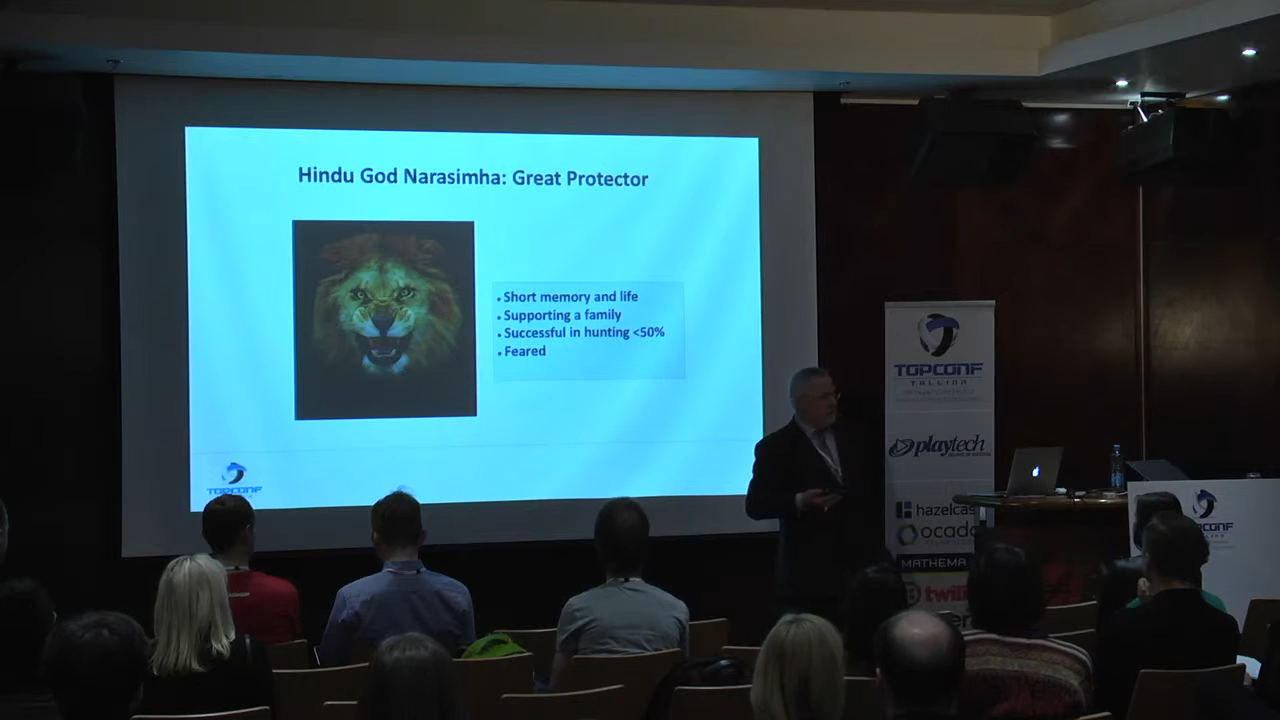 Hindu God Narasimha: Great Protector
• Short memory and life
• Supporting a family
• Successful in hunting <50%
• Feared
TOPCONF
TOPCONF
TALLINN
playtech
hazelcas
ocado
MATHEMA
twili